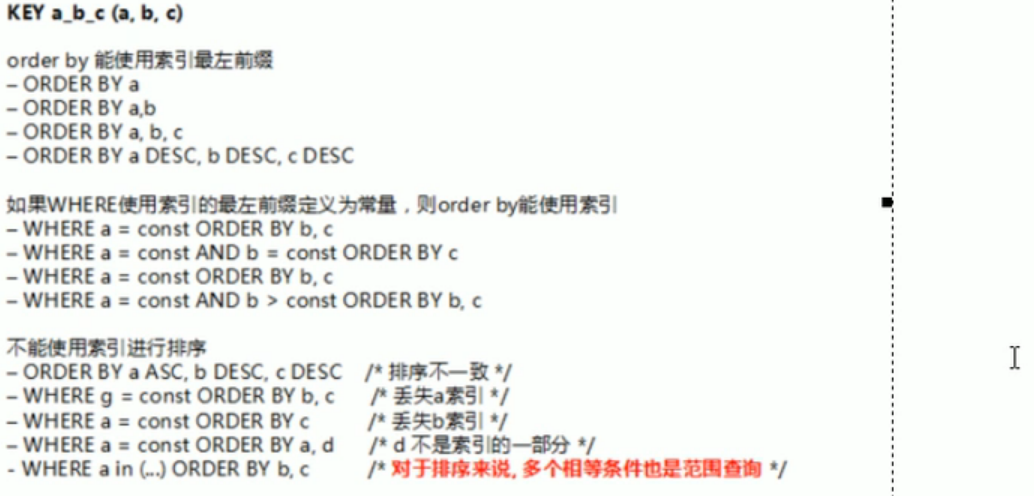 KEY a_b_c (a, b, c)
order by 能使用索引最左前缀
– ORDER BY a
– ORDER BY a,b
– ORDER BY a, b, c
– ORDER BY a DESC, b DESC, c DESC
如果WHERE使用索引的最左前缀定义为常量，则order by能使用索引
– WHERE a = const ORDER BY b, c
– WHERE a = const AND b = const ORDER BY c
– WHERE a = const ORDER BY b, c
– WHERE a = const AND b > const ORDER BY b, c
不能使用索引进行排序
– ORDER BY a ASC, b DESC, c DESC /* 排序不一致 */
– WHERE g = const ORDER BY b, c /* 丢失a索引 */
– WHERE a = const ORDER BY c /* 丢失b索引 */
– WHERE a = const ORDER BY a, d /* d 不是索引的一部分 */
- WHERE a in (...) ORDER BY b, c /* 对于排序来说, 多个相等条件也是范围查询 */